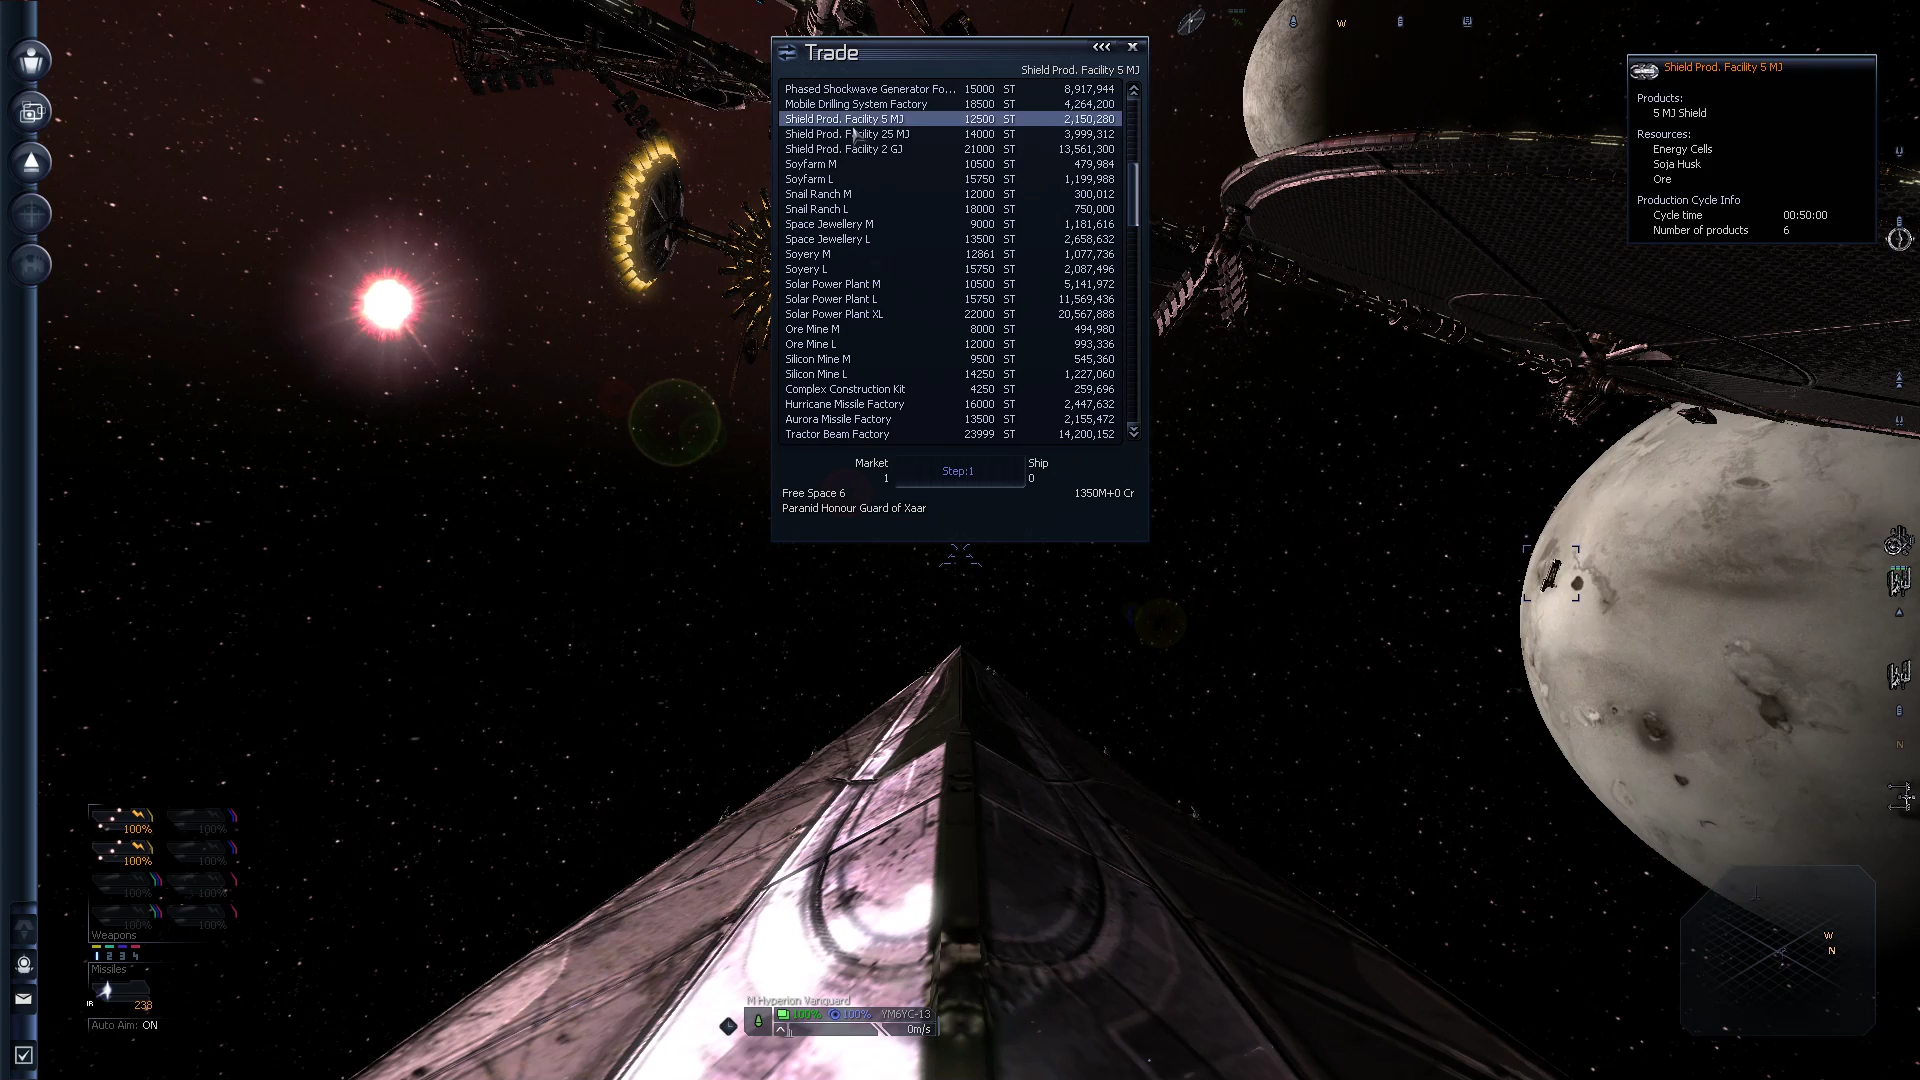 Trade
Shield Prod. Facility 5 MJ
Phased Shockwave Generator Fo... 15000 ST 8,917,944
Mobile Drilling System Factory 18500 ST 4,264,200
Shield Prod. Facility 5 MJ 12500 ST 2,150,280
Shield Prod. Facility 25 MJ 14000 ST 3,999,312
Shield Prod. Facility 2 GJ 21000 ST 13,561,300
Soyfarm M 10500 ST 479,984
Soyfarm L 15750 ST 1,199,988
Snail Ranch M 12000 ST 300,012
Snail Ranch L 18000 ST 750,000
Space Jewellery M 9000 ST 1,181,616
Space Jewellery L 13500 ST 2,658,632
Soyery M 12861 ST 1,077,736
Soyery L 15750 ST 2,087,496
Solar Power Plant M 10500 ST 5,141,972
Solar Power Plant L 15750 ST 11,569,436
Solar Power Plant XL 22000 ST 20,567,888
Ore Mine M 8000 ST 494,980
Ore Mine L 12000 ST 993,336
Silicon Mine M 9500 ST 545,360
Silicon Mine L 14250 ST 1,227,060
Complex Construction Kit 4250 ST 259,696
Hurricane Missile Factory 16000 ST 2,447,632
Aurora Missile Factory 13500 ST 2,155,472
Tractor Beam Factory 23999 ST 14,200,152
Market Ship
1 Step:1 0
Free Space 6 1350M+0 Cr
Paranid Honour Guard of Xaar
Shield Prod. Facility 5 MJ
Products:
5 MJ Shield
Resources:
Energy Cells
Soja Husk
Ore
Production Cycle Info
Cycle time 00:50:00
Number of products 6
W
N
W
N
100% 100%
100% 100%
100% 100%
100% 100%
Weapons
1 2 3 4
Missiles
IR 238
Auto Aim: ON
M Hyperion Vanguard
100% 100% YM6YC-13
0m/s